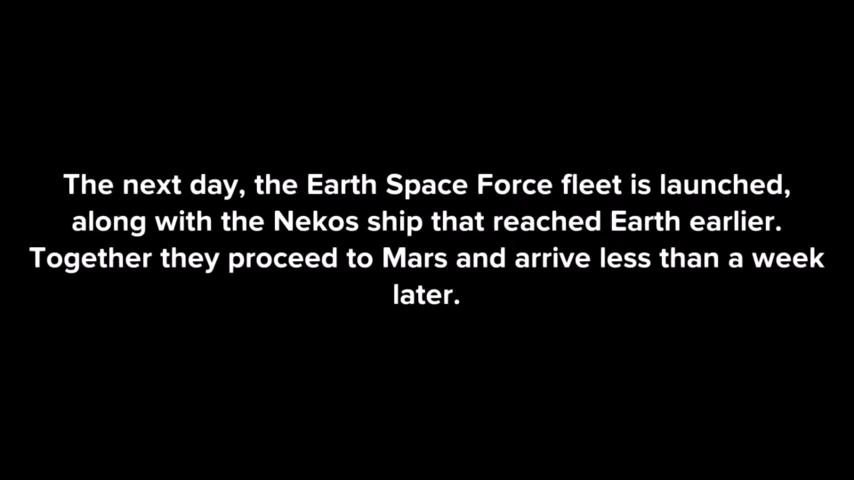 The next day, the Earth Space Force fleet is launched,
along with the Nekos ship that reached Earth earlier.
Together they proceed to Mars and arrive less than a week
later.